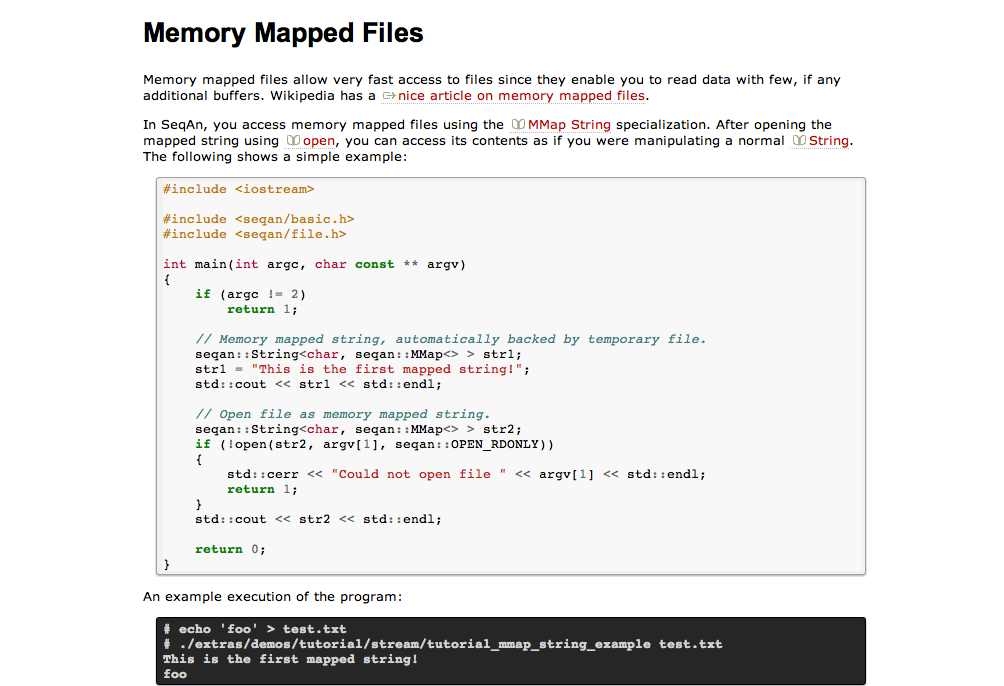 Memory Mapped Files
Memory mapped files allow very fast access to files since they enable you to read data with few, if any
additional buffers. Wikipedia has a nice article on memory mapped files.
In SeqAn, you access memory mapped files using the MMap String specialization. After opening the
mapped string using open, you can access its contents as if you were manipulating a normal String.
The following shows a simple example:
#include <iostream>
#include <seqan/basic.h>
#include <seqan/file.h>
int main(int argc, char const ** argv)
{
    if (argc != 2)
        return 1;
    // Memory mapped string, automatically backed by temporary file.
    seqan::String<char, seqan::MMap<> > str1;
    str1 = "This is the first mapped string!";
    std::cout << str1 << std::endl;
    // Open file as memory mapped string.
    seqan::String<char, seqan::MMap<> > str2;
    if (!open(str2, argv[1], seqan::OPEN_RDONLY))
    {
        std::cerr << "Could not open file " << argv[1] << std::endl;
        return 1;
    }
    std::cout << str2 << std::endl;
    return 0;
}
An example execution of the program:
# echo 'foo' > test.txt
# ./extras/demos/tutorial/stream/tutorial_mmap_string_example test.txt
This is the first mapped string!
foo